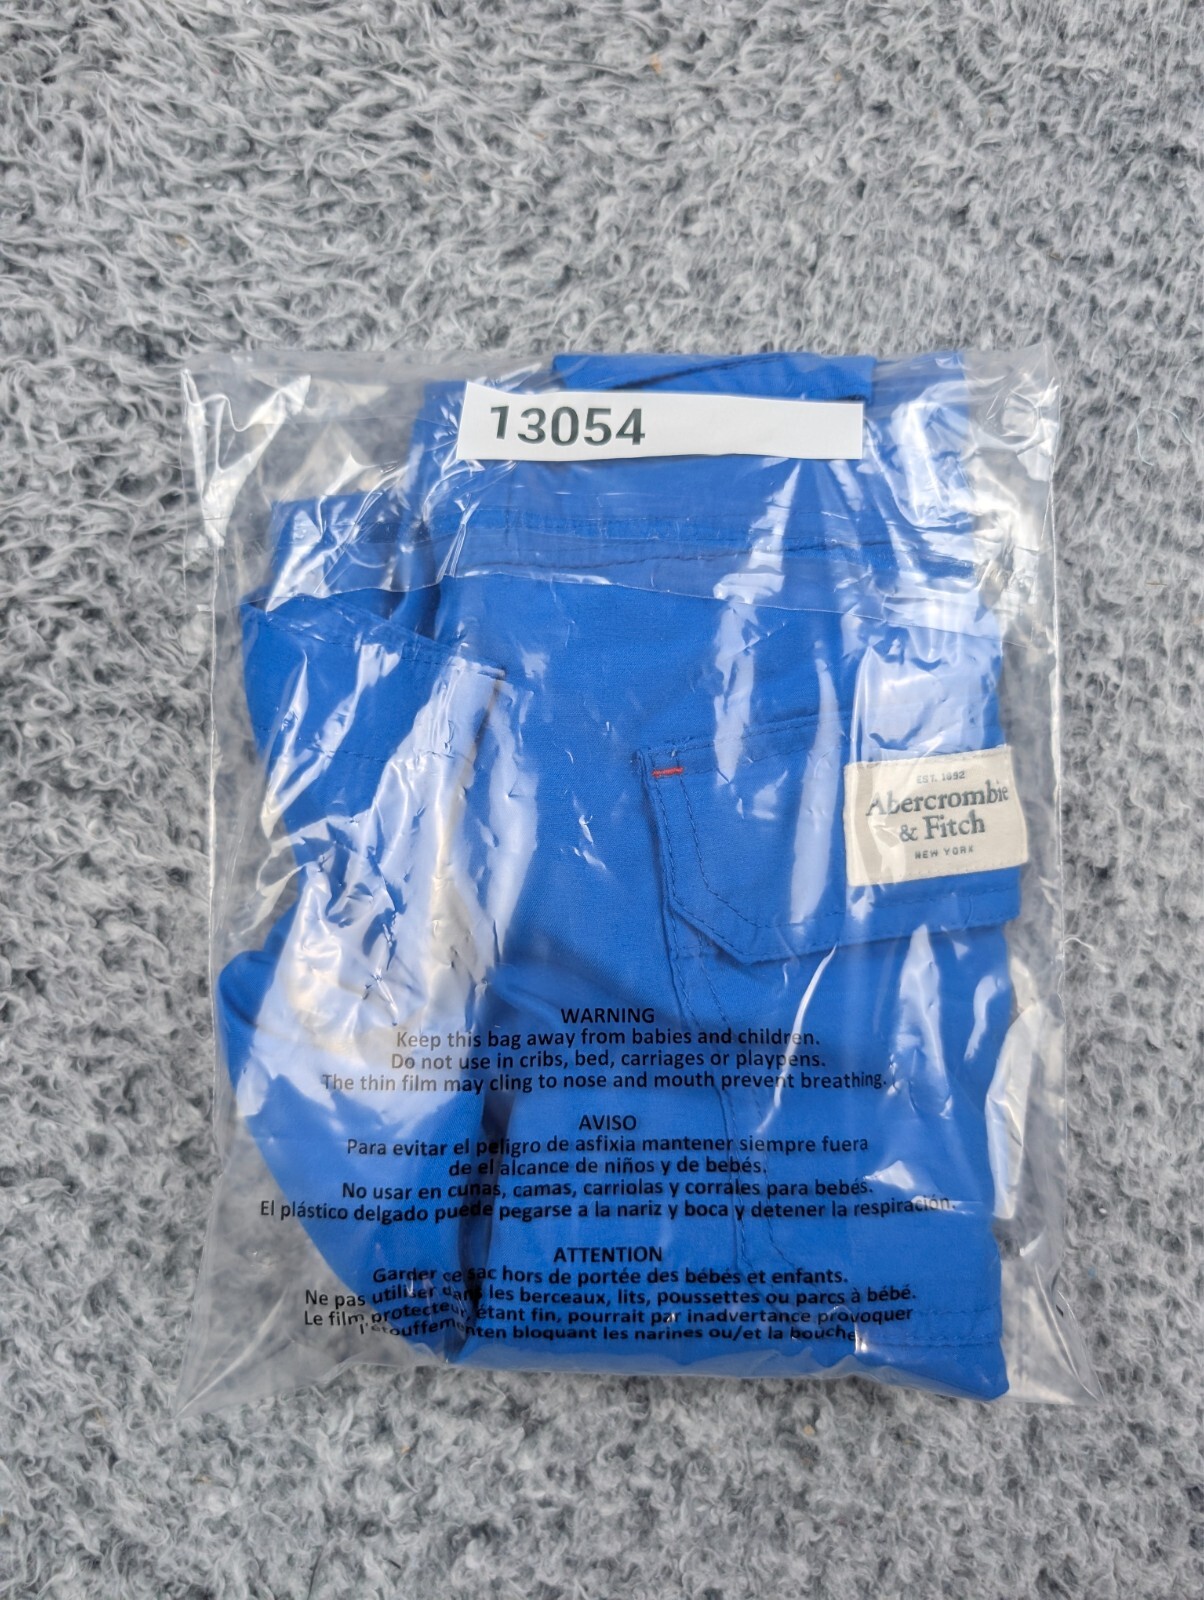 13054
EST. 1892
Abercrombie
& Fitch
NEW YORK
WARNING
Keep this bag away from babies and children.
Do not use in cribs, bed, carriages or playpens.
The thin film may cling to nose and mouth prevent breathing.
AVISO
Para evitar el peligro de asfixia mantener siempre fuera
de el alcance de niños y de bebés.
No usar en cunas, camas, carriolas y corrales para bebés.
El plástico delgado puede pegarse a la nariz y boca y detener la respiración.
ATTENTION
Garder ce sac hors de portée des bébés et enfants.
Ne pas utiliser dans les berceaux, lits, poussettes ou parcs à bébé.
Le film protecteur, étant fin, pourrait par inadvertance provoquer
l'étouffementen bloquant les narines ou/et la bouche.